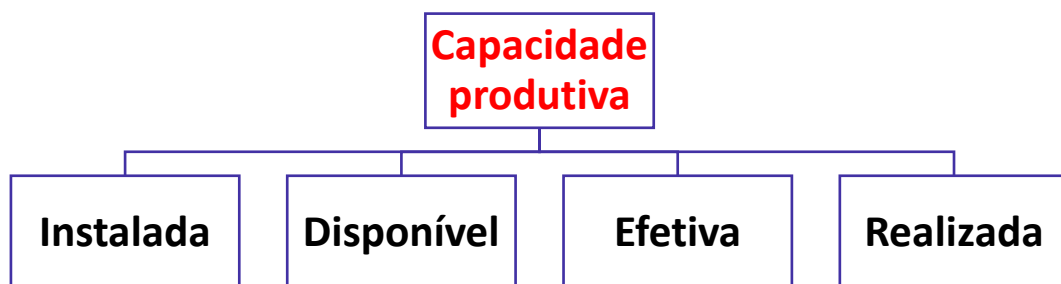 Capacidade
produtiva
Instalada
Disponível
Efetiva
Realizada